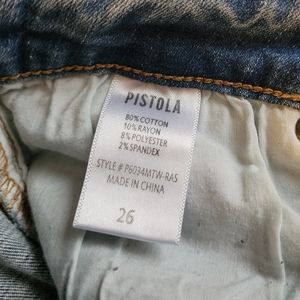 PISTOLA
80% COTTON
10% RAYON
8% POLYESTER
2% SPANDEX
STYLE # P6034MTW-RAS
MADE IN CHINA
26